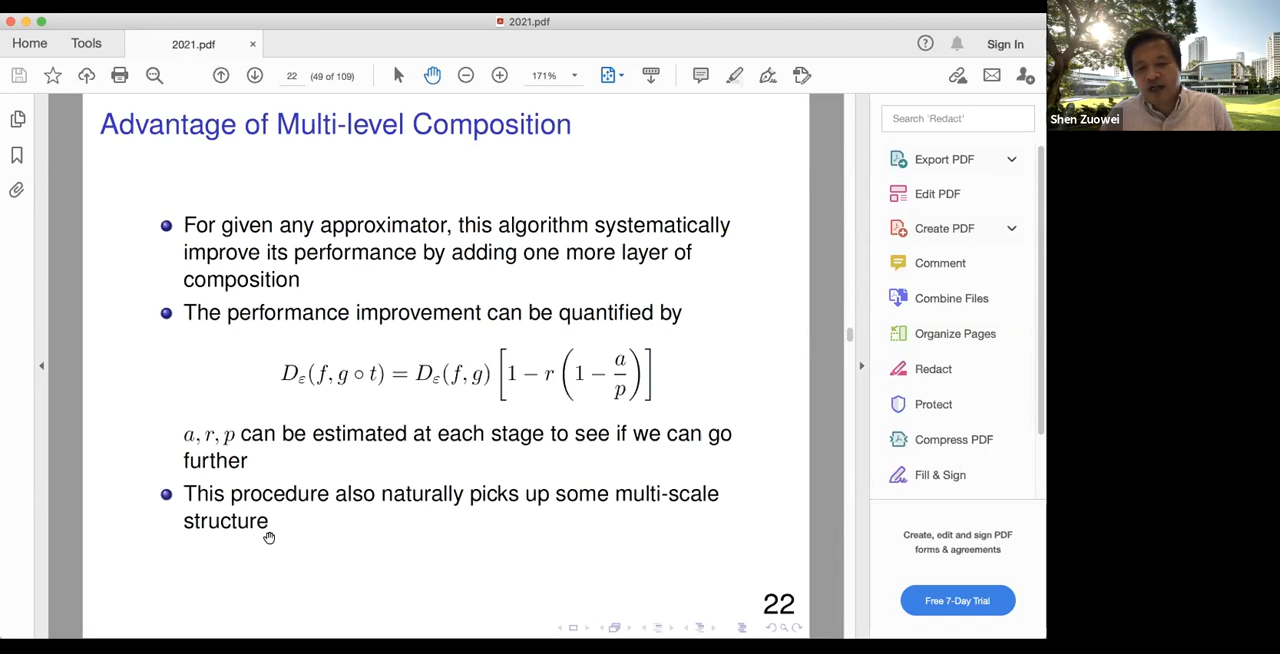 2021.pdf
Home
Tools
2021.pdf
×
Sign In
22
(49 of 109)
171%
Advantage of Multi-level Composition
For given any approximator, this algorithm systematically
improve its performance by adding one more layer of
composition
The performance improvement can be quantified by
D_ε(f, g ∘ t) = D_ε(f, g) [1 − r (1 − a/p)]
a, r, p can be estimated at each stage to see if we can go
further
This procedure also naturally picks up some multi-scale
structure
22
Search 'Redact'
Export PDF
Edit PDF
Create PDF
Comment
Combine Files
Organize Pages
Redact
Protect
Compress PDF
Fill & Sign
Create, edit and sign PDF
forms & agreements
Free 7-Day Trial
Shen Zuowei